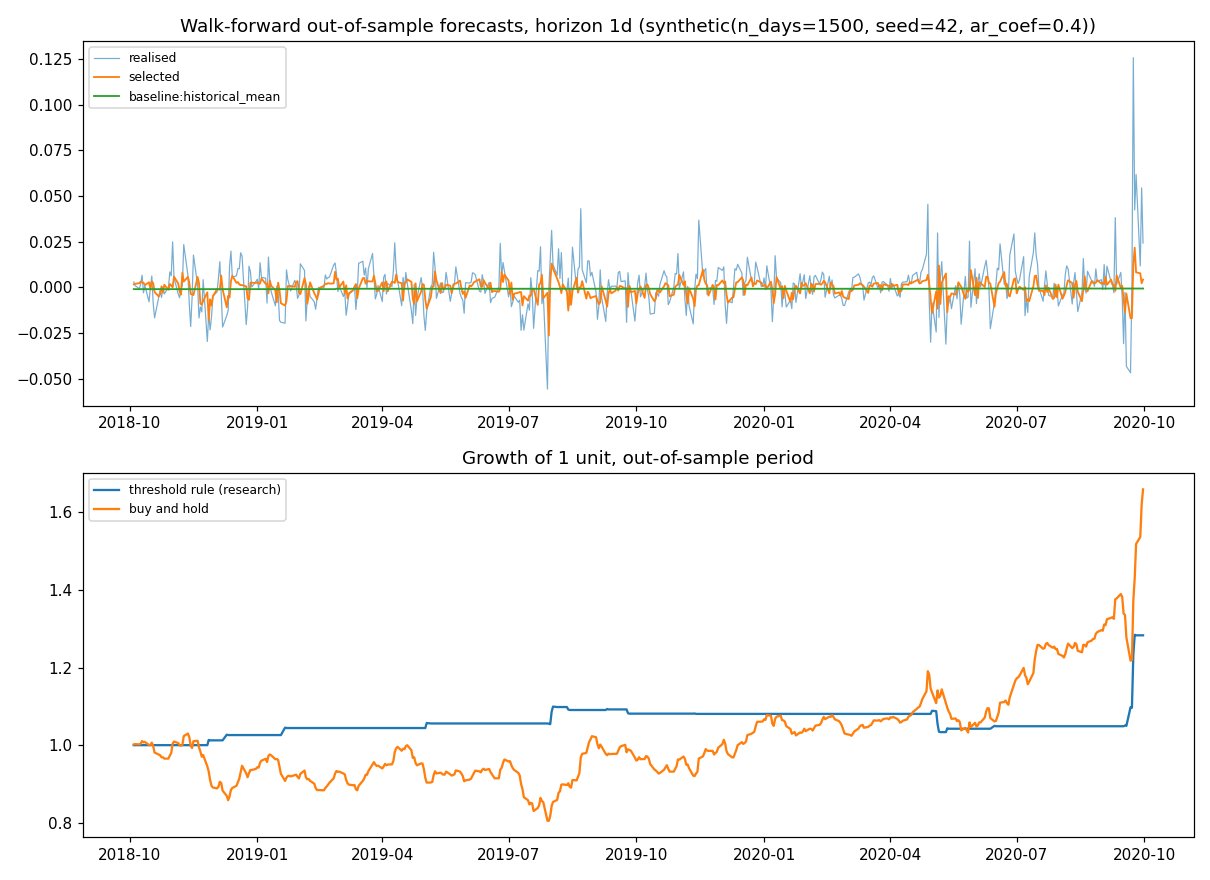 Walk-forward out-of-sample forecasts, horizon 1d (synthetic(n_days=1500, seed=42, ar_coef=0.4))
realised
selected
baseline:historical_mean
0.125
0.100
0.075
0.050
0.025
0.000
−0.025
−0.050
2018-10 2019-01 2019-04 2019-07 2019-10 2020-01 2020-04 2020-07 2020-10
Growth of 1 unit, out-of-sample period
threshold rule (research)
buy and hold
1.6
1.4
1.2
1.0
0.8
2018-10 2019-01 2019-04 2019-07 2019-10 2020-01 2020-04 2020-07 2020-10